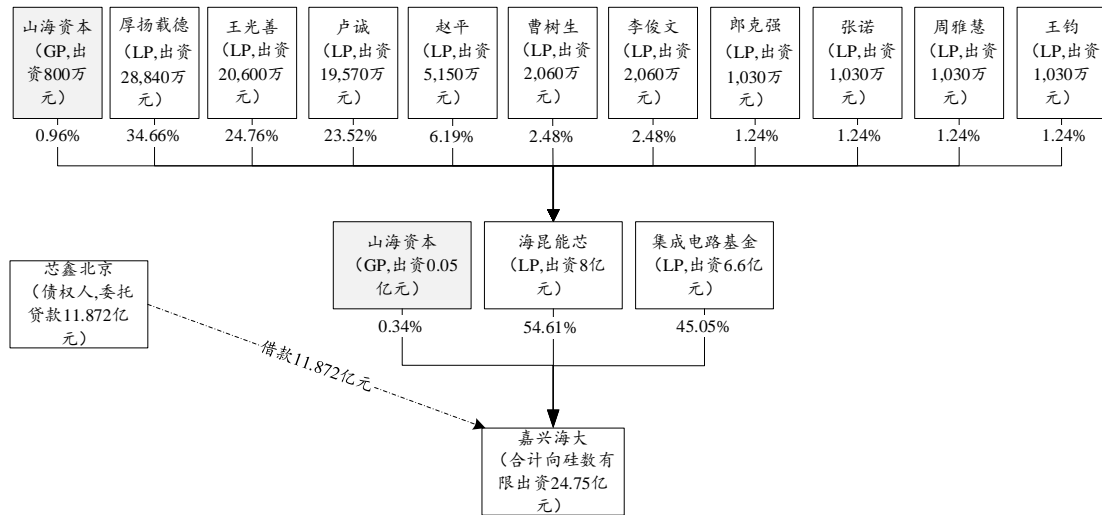 山海资本
（GP,出
资800万
元）
厚扬载德
（LP,出资
28,840万
元）
王光善
（LP,出资
20,600万
元）
卢诚
（LP,出资
19,570万
元）
赵平
（LP,出资
5,150万
元）
曹树生
（LP,出资
2,060万
元）
李俊文
（LP,出资
2,060万
元）
郎克强
（LP,出资
1,030万
元）
张诺
（LP,出资
1,030万
元）
周雅慧
（LP,出资
1,030万
元）
王钧
（LP,出资
1,030万
元）
0.96%
34.66%
24.76%
23.52%
6.19%
2.48%
2.48%
1.24%
1.24%
1.24%
1.24%
山海资本
（GP,出资0.05
亿元）
海昆能芯
（LP,出资8亿
元）
集成电路基金
（LP,出资6.6亿
元）
芯鑫北京
（债权人,委托
贷款11.872亿
元）
0.34%
54.61%
45.05%
借款11.872亿元
嘉兴海大
（合计向硅数有
限出资24.75亿
元）